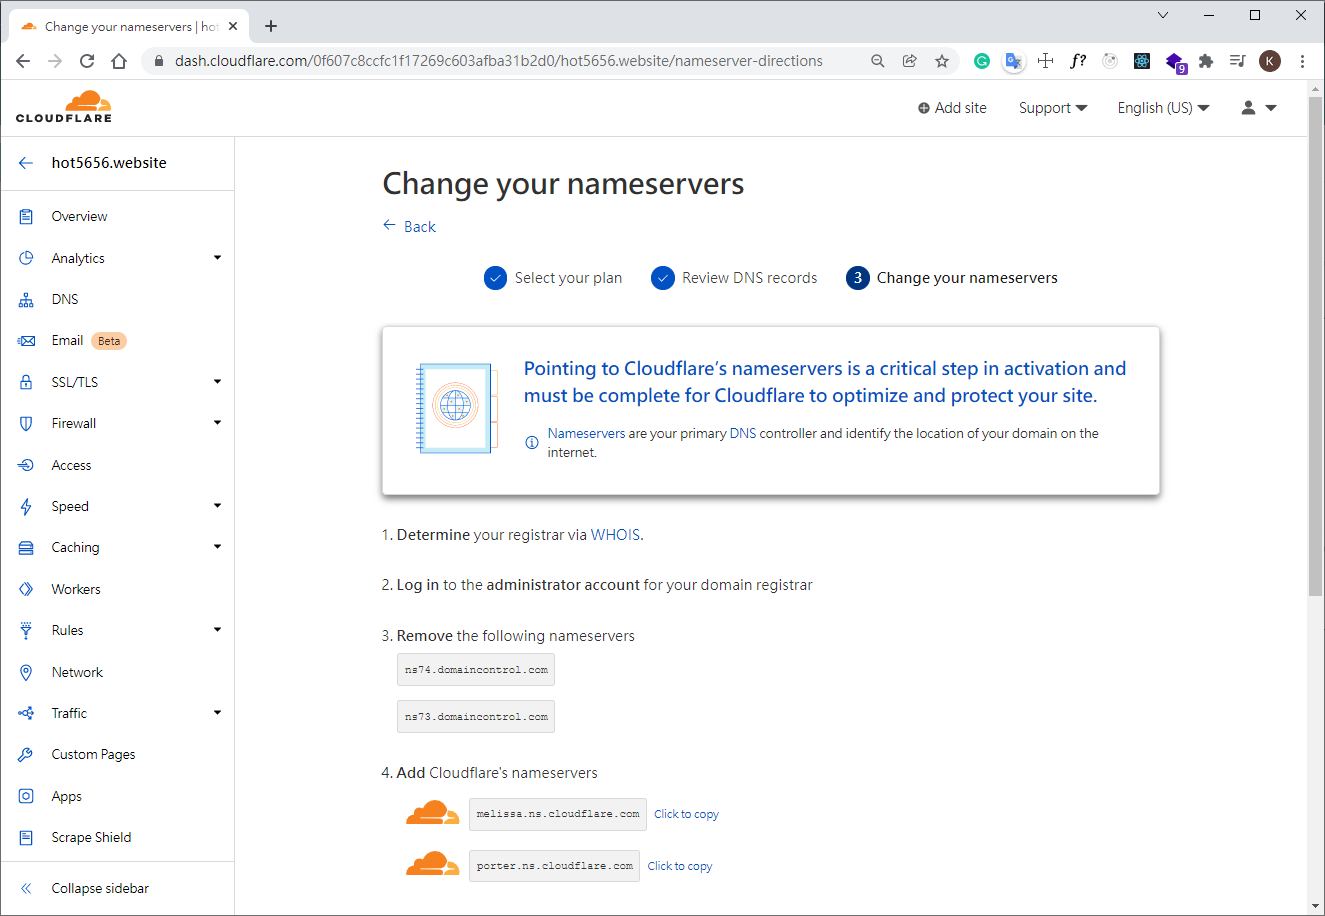 Change your nameservers | hot
dash.cloudflare.com/0f607c8ccfc1f17269c603afba31b2d0/hot5656.website/nameserver-directions
f?
9
K
CLOUDFLARE
Add site
Support
English (US)
hot5656.website
Overview
Analytics
DNS
Email Beta
SSL/TLS
Firewall
Access
Speed
Caching
Workers
Rules
Network
Traffic
Custom Pages
Apps
Scrape Shield
Collapse sidebar
Change your nameservers
Back
Select your plan
Review DNS records
3 Change your nameservers
Pointing to Cloudflare’s nameservers is a critical step in activation and
must be complete for Cloudflare to optimize and protect your site.
Nameservers are your primary DNS controller and identify the location of your domain on the
internet.
1. Determine your registrar via WHOIS.
2. Log in to the administrator account for your domain registrar
3. Remove the following nameservers
ns74.domaincontrol.com
ns73.domaincontrol.com
4. Add Cloudflare's nameservers
melissa.ns.cloudflare.com Click to copy
porter.ns.cloudflare.com Click to copy